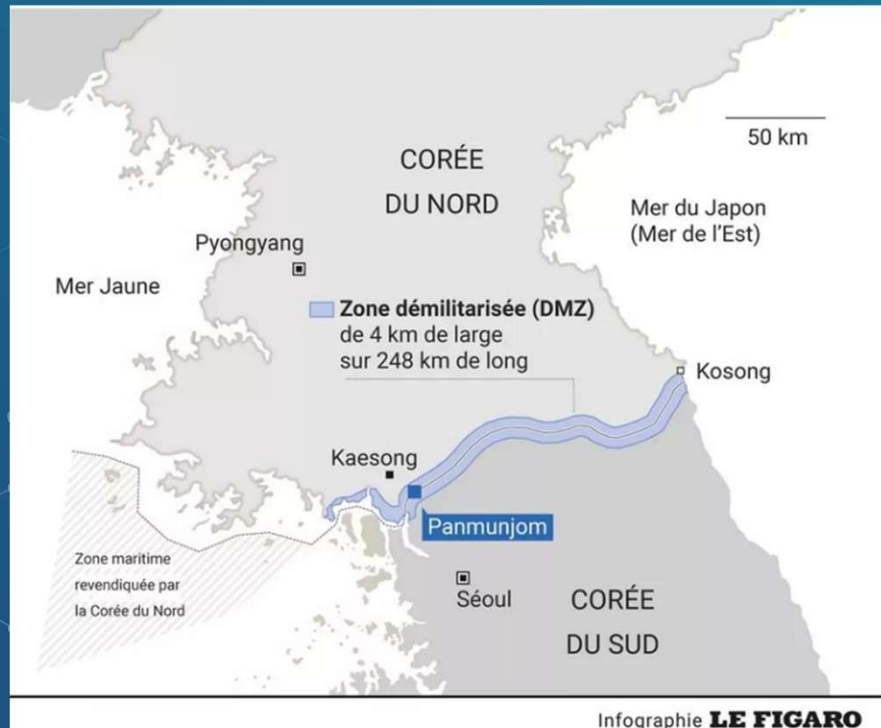 CORÉE
DU NORD
50 km
Mer du Japon
(Mer de l'Est)
Pyongyang
Mer Jaune
Zone démilitarisée (DMZ)
de 4 km de large
sur 248 km de long
Kosong
Kaesong
Panmunjom
Zone maritime
revendiquée par
la Corée du Nord
Séoul
CORÉE
DU SUD
Infographie LE FIGARO